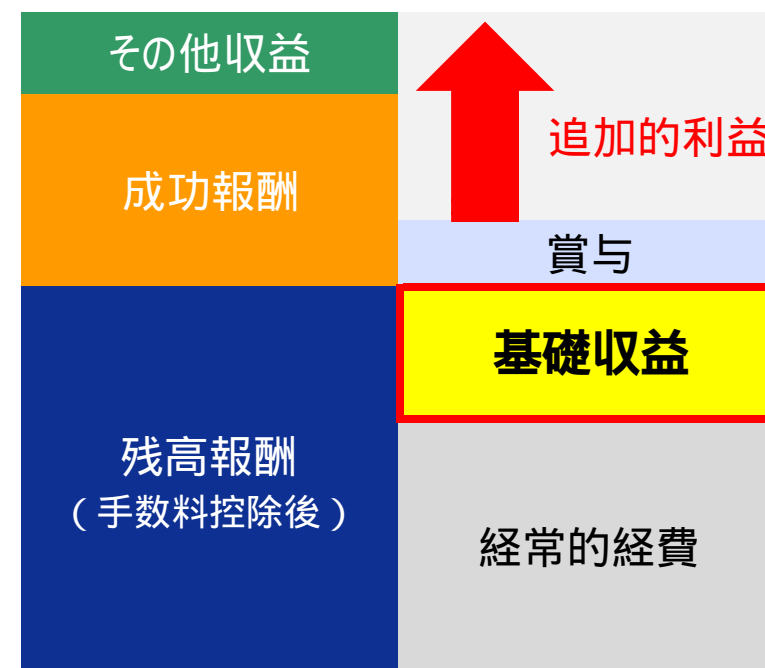 その他収益
成功報酬
残高報酬
（手数料控除後）
追加的利益
賞与
基礎収益
経常的経費